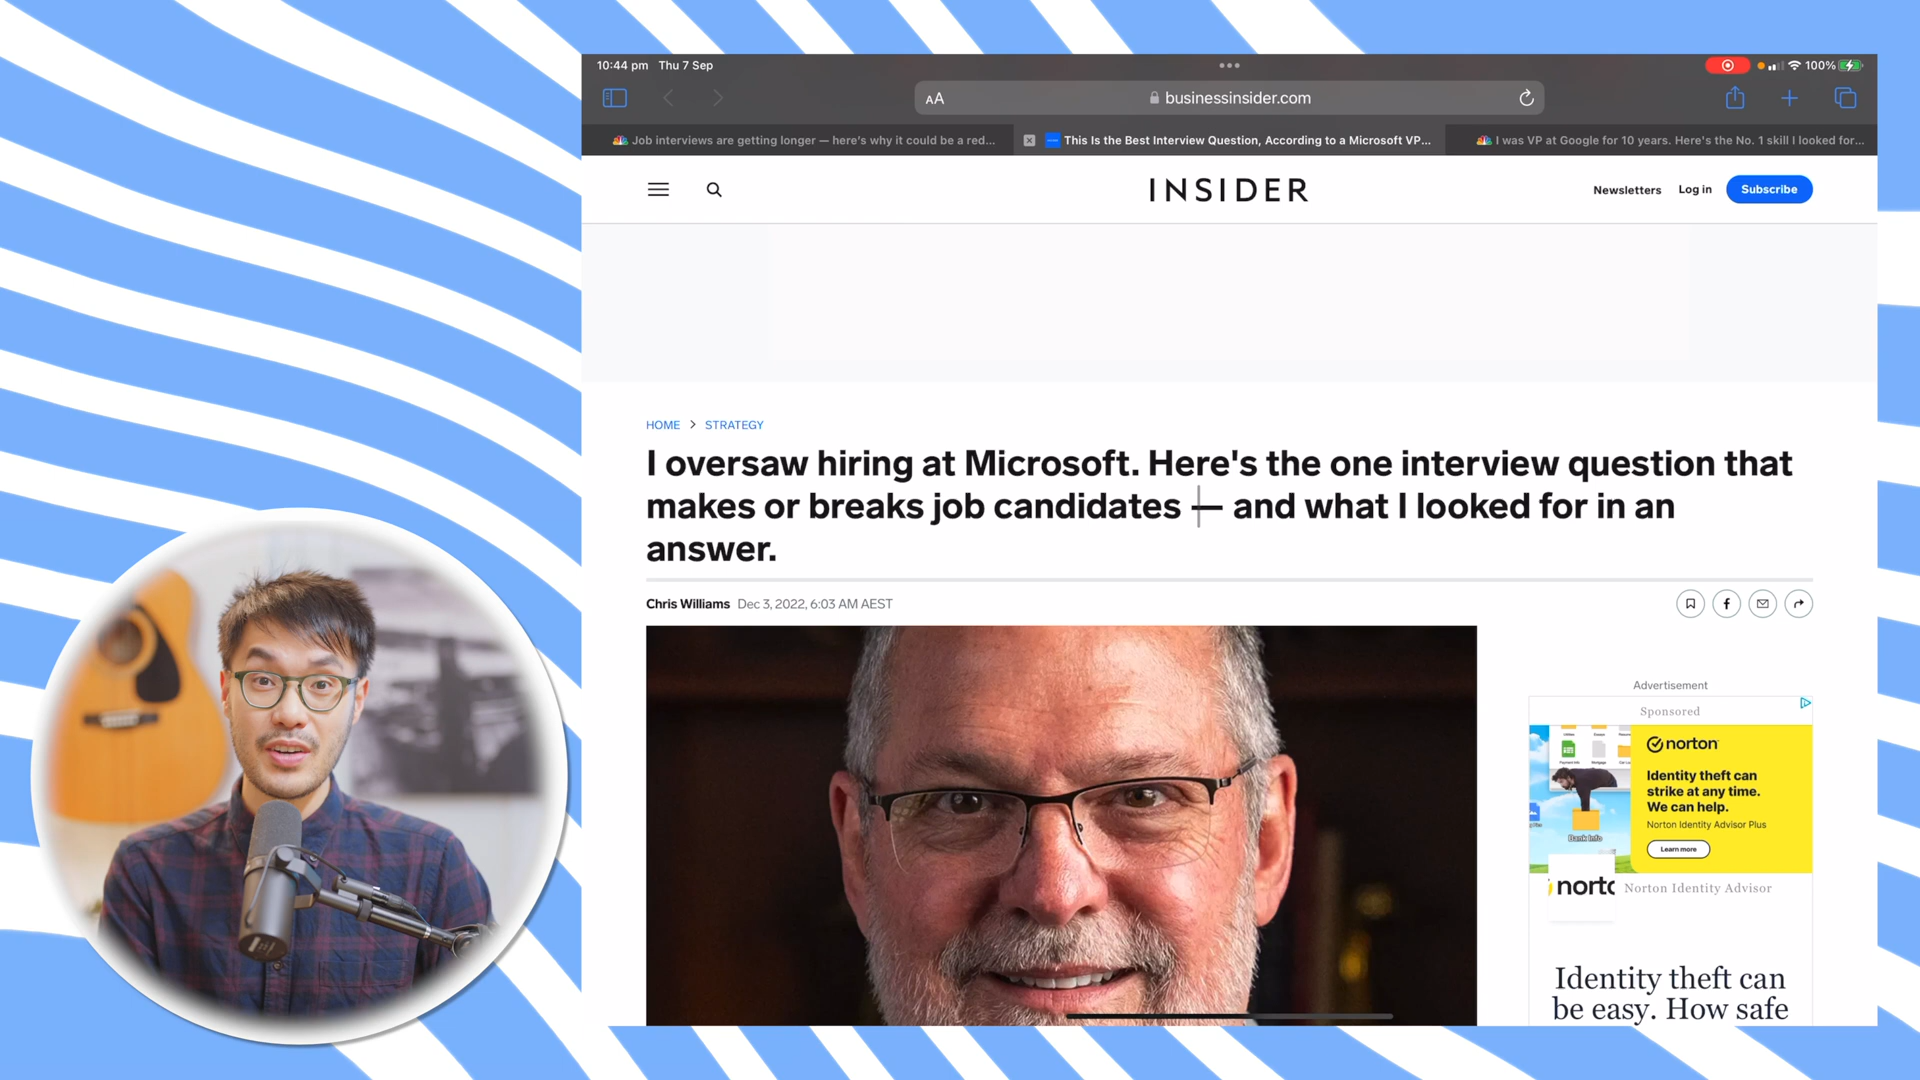 10:44 pm Thu 7 Sep
100%
AA
businessinsider.com
Job interviews are getting longer — here's why it could be a red...
This Is the Best Interview Question, According to a Microsoft VP...
I was VP at Google for 10 years. Here's the No. 1 skill I looked for...
INSIDER
Newsletters
Log in
Subscribe
HOME > STRATEGY
I oversaw hiring at Microsoft. Here's the one interview question that
makes or breaks job candidates — and what I looked for in an
answer.
Chris Williams Dec 3, 2022, 6:03 AM AEST
Advertisement
Sponsored
norton
Identity theft can
strike at any time.
We can help.
Norton Identity Advisor Plus
Learn more
Bank Info
Norton Identity Advisor
Identity theft can
be easy. How safe